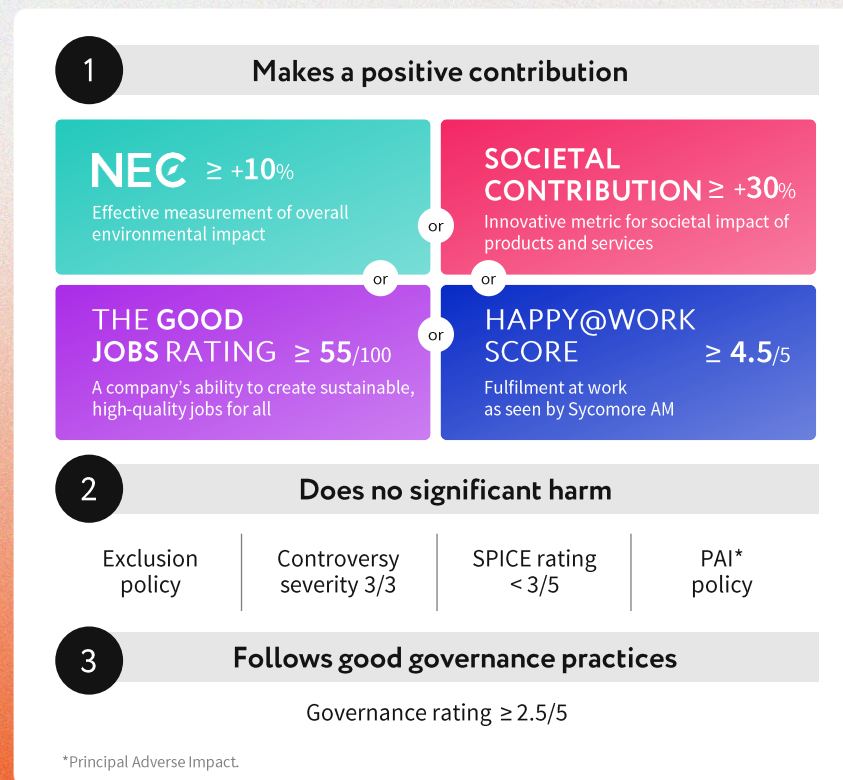 1
Makes a positive contribution
NEC ≥ +10%
Effective measurement of overall
environmental impact
or
SOCIETAL
CONTRIBUTION ≥ +30%
Innovative metric for societal impact of
products and services
or
or
THE GOOD
JOBS RATING ≥ 55/100
A company's ability to create sustainable,
high-quality jobs for all
or
HAPPY@WORK
SCORE ≥ 4.5/5
Fulfilment at work
as seen by Sycomore AM
2
Does no significant harm
Exclusion
policy
Controversy
severity 3/3
SPICE rating
< 3/5
PAI*
policy
3
Follows good governance practices
Governance rating ≥ 2.5/5
*Principal Adverse Impact.